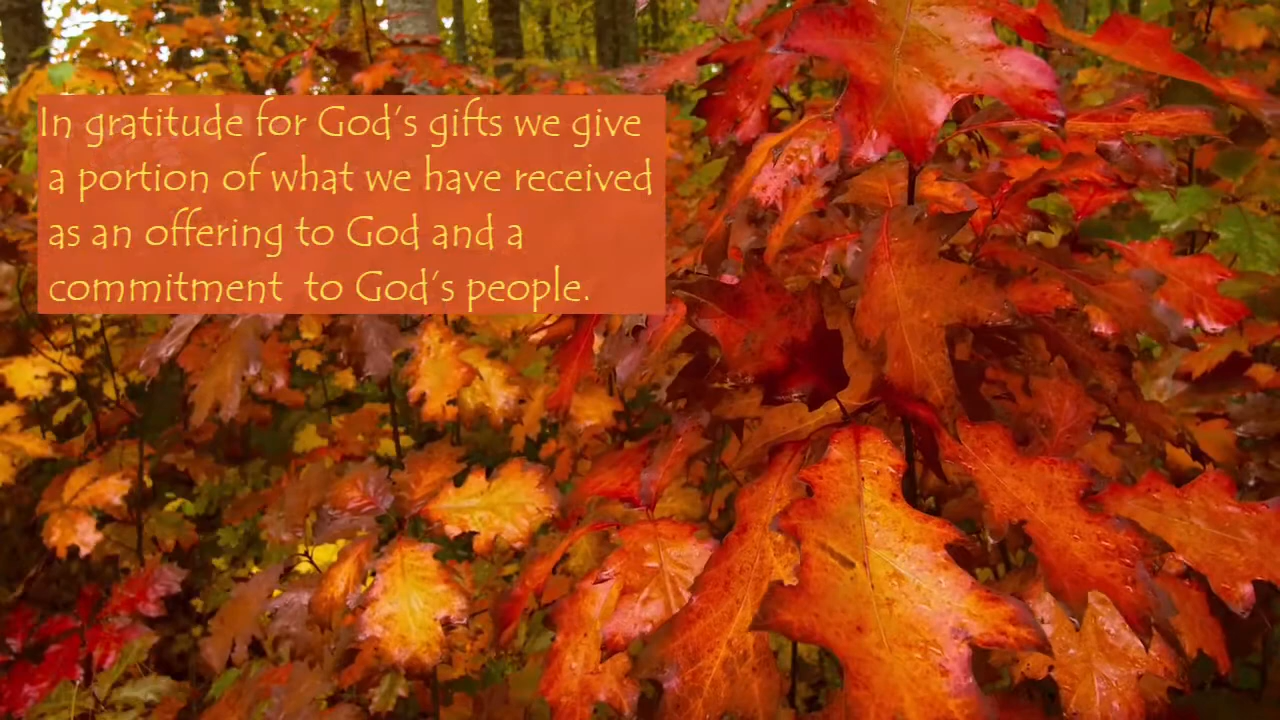 In gratitude for God's gifts we give
a portion of what we have received
as an offering to God and a
commitment to God's people.